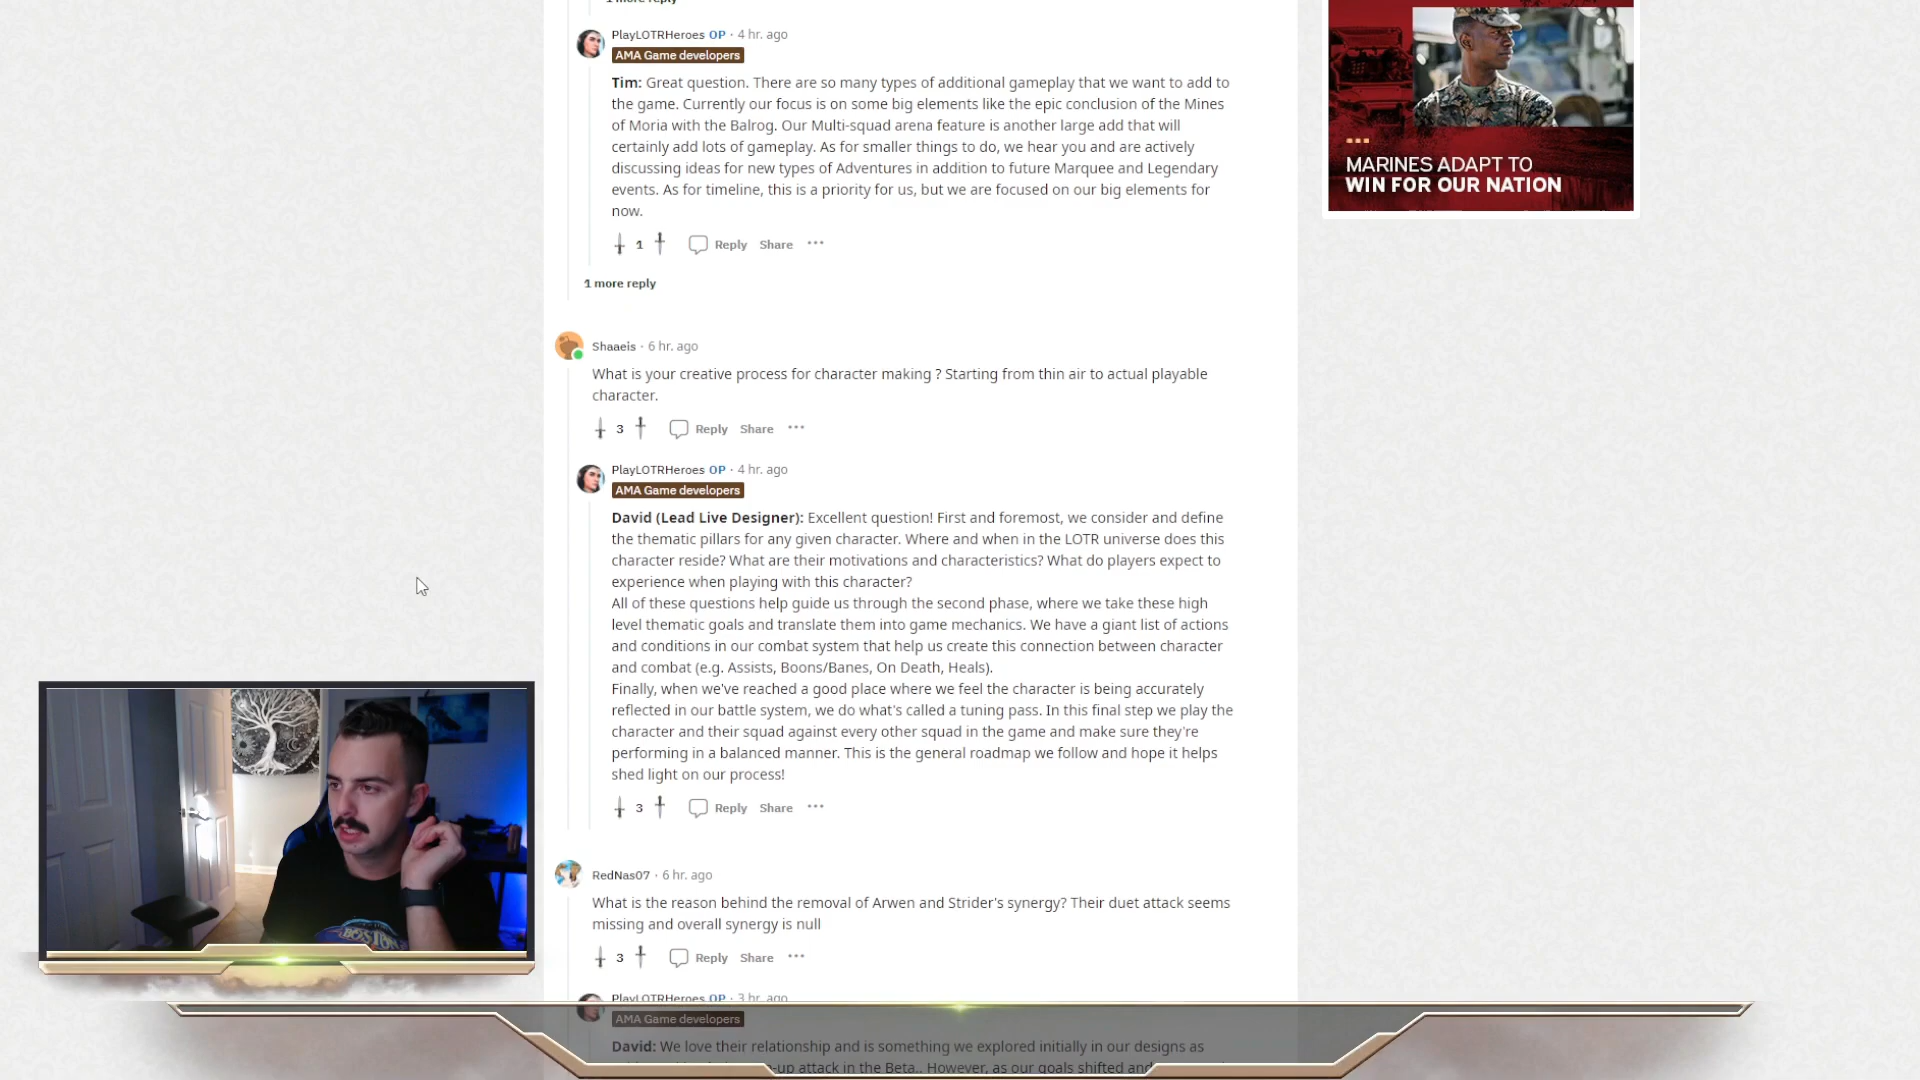 1 more reply
PlayLOTRHeroes OP · 4 hr. ago
AMA Game developers
Tim: Great question. There are so many types of additional gameplay that we want to add to
the game. Currently our focus is on some big elements like the epic conclusion of the Mines
of Moria with the Balrog. Our Multi-squad arena feature is another large add that will
certainly add lots of gameplay. As for smaller things to do, we hear you and are actively
discussing ideas for new types of Adventures in addition to future Marquee and Legendary
events. As for timeline, this is a priority for us, but we are focused on our big elements for
now.
1 Reply Share ···
1 more reply
Shaaeis · 6 hr. ago
What is your creative process for character making ? Starting from thin air to actual playable
character.
3 Reply Share ···
PlayLOTRHeroes OP · 4 hr. ago
AMA Game developers
David (Lead Live Designer): Excellent question! First and foremost, we consider and define
the thematic pillars for any given character. Where and when in the LOTR universe does this
character reside? What are their motivations and characteristics? What do players expect to
experience when playing with this character?
All of these questions help guide us through the second phase, where we take these high
level thematic goals and translate them into game mechanics. We have a giant list of actions
and conditions in our combat system that help us create this connection between character
and combat (e.g. Assists, Boons/Banes, On Death, Heals).
Finally, when we've reached a good place where we feel the character is being accurately
reflected in our battle system, we do what's called a tuning pass. In this final step we play the
character and their squad against every other squad in the game and make sure they're
performing in a balanced manner. This is the general roadmap we follow and hope it helps
shed light on our process!
3 Reply Share ···
RedNas07 · 6 hr. ago
What is the reason behind the removal of Arwen and Strider's synergy? Their duet attack seems
missing and overall synergy is null
3 Reply Share ···
PlayLOTRHeroes OP · 3 hr. ago
AMA Game developers
David: We love their relationship and is something we explored initially in our designs as
-up attack in the Beta.. However, as our goals shifted and
MARINES ADAPT TO
WIN FOR OUR NATION
BOSTON